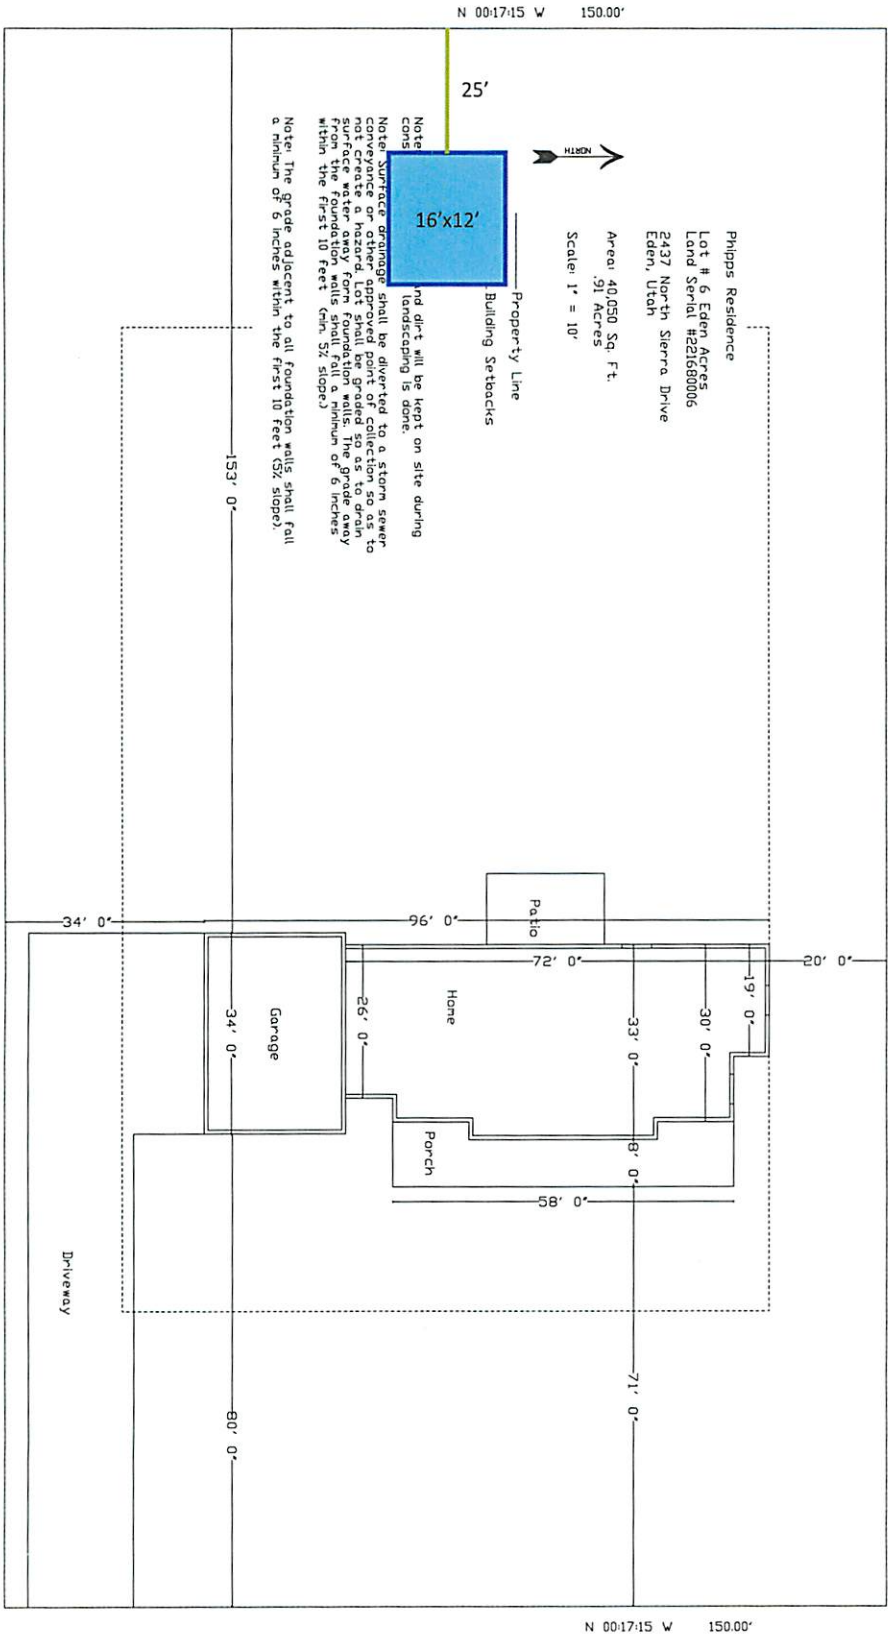 N 00:17:15 W 150.00'
25'
16'x12'
NORTH
Phipps Residence
Lot # 6 Eden Acres
Land Serial #221680006
2437 North Sierra Drive
Eden, Utah
Area: 40,050 Sq. Ft.
.91 Acres
Scale: 1" = 10'
Property Line
Building Setbacks
Note
and dirt will be kept on site during
cons
landscaping is done.
Note: Surface drainage shall be diverted to a storm sewer
conveyance or other approved point of collection so as to
not create a hazard. Lot shall be graded so as to drain
surface water away form foundation walls. The grade away
from the foundation walls shall fall a minimum of 6 inches
within the first 10 feet (min. 5% slope.)
Note: The grade adjacent to all foundation walls shall fall
a minimum of 6 inches within the first 10 feet (5% slope).
153' 0"
34' 0"
96' 0"
Patio
72' 0"
20' 0"
Home
26' 0"
33' 0"
30' 0"
19' 0"
Garage
34' 0"
Porch
8' 0"
58' 0"
Driveway
80' 0"
71' 0"
N 00:17:15 W 150.00'